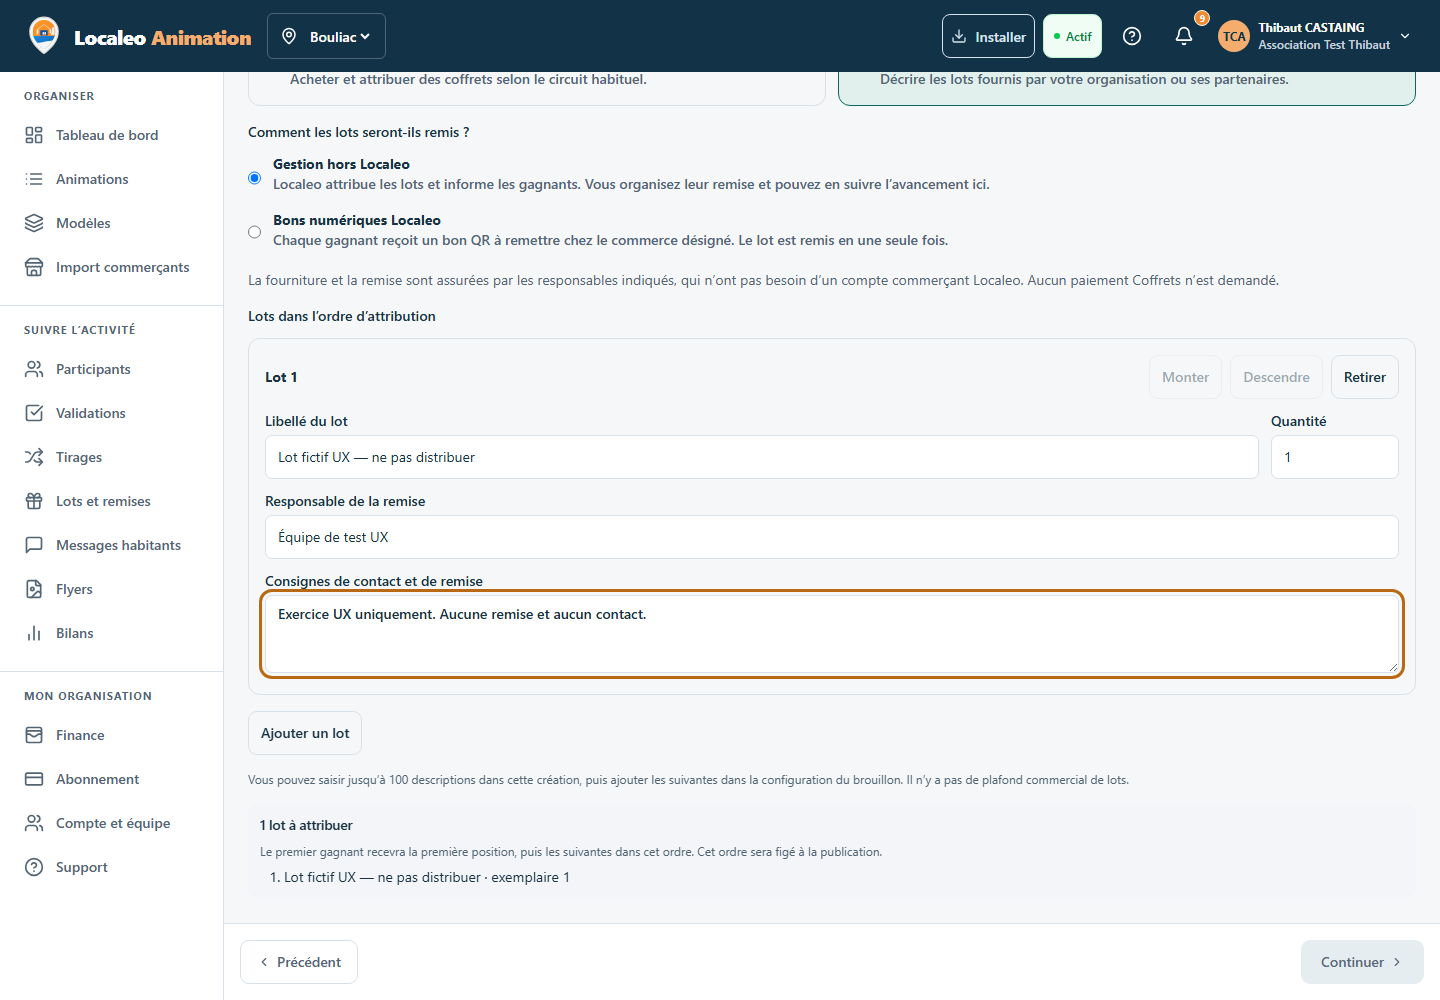 Localeo Animation
Bouliac
Installer
Actif
9
TCA
Thibaut CASTAING
Association Test Thibaut
ORGANISER
Tableau de bord
Animations
Modèles
Import commerçants
SUIVRE L'ACTIVITÉ
Participants
Validations
Tirages
Lots et remises
Messages habitants
Flyers
Bilans
MON ORGANISATION
Finance
Abonnement
Compte et équipe
Support
Acheter et attribuer des coffrets selon le circuit habituel.
Décrire les lots fournis par votre organisation ou ses partenaires.
Comment les lots seront-ils remis ?
Gestion hors Localeo
Localeo attribue les lots et informe les gagnants. Vous organisez leur remise et pouvez en suivre l'avancement ici.
Bons numériques Localeo
Chaque gagnant reçoit un bon QR à remettre chez le commerce désigné. Le lot est remis en une seule fois.
La fourniture et la remise sont assurées par les responsables indiqués, qui n'ont pas besoin d'un compte commerçant Localeo. Aucun paiement Coffrets n'est demandé.
Lots dans l'ordre d'attribution
Lot 1
Monter
Descendre
Retirer
Libellé du lot
Quantité
Lot fictif UX — ne pas distribuer
1
Responsable de la remise
Équipe de test UX
Consignes de contact et de remise
Exercice UX uniquement. Aucune remise et aucun contact.
Ajouter un lot
Vous pouvez saisir jusqu'à 100 descriptions dans cette création, puis ajouter les suivantes dans la configuration du brouillon. Il n'y a pas de plafond commercial de lots.
1 lot à attribuer
Le premier gagnant recevra la première position, puis les suivantes dans cet ordre. Cet ordre sera figé à la publication.
1. Lot fictif UX — ne pas distribuer · exemplaire 1
Précédent
Continuer